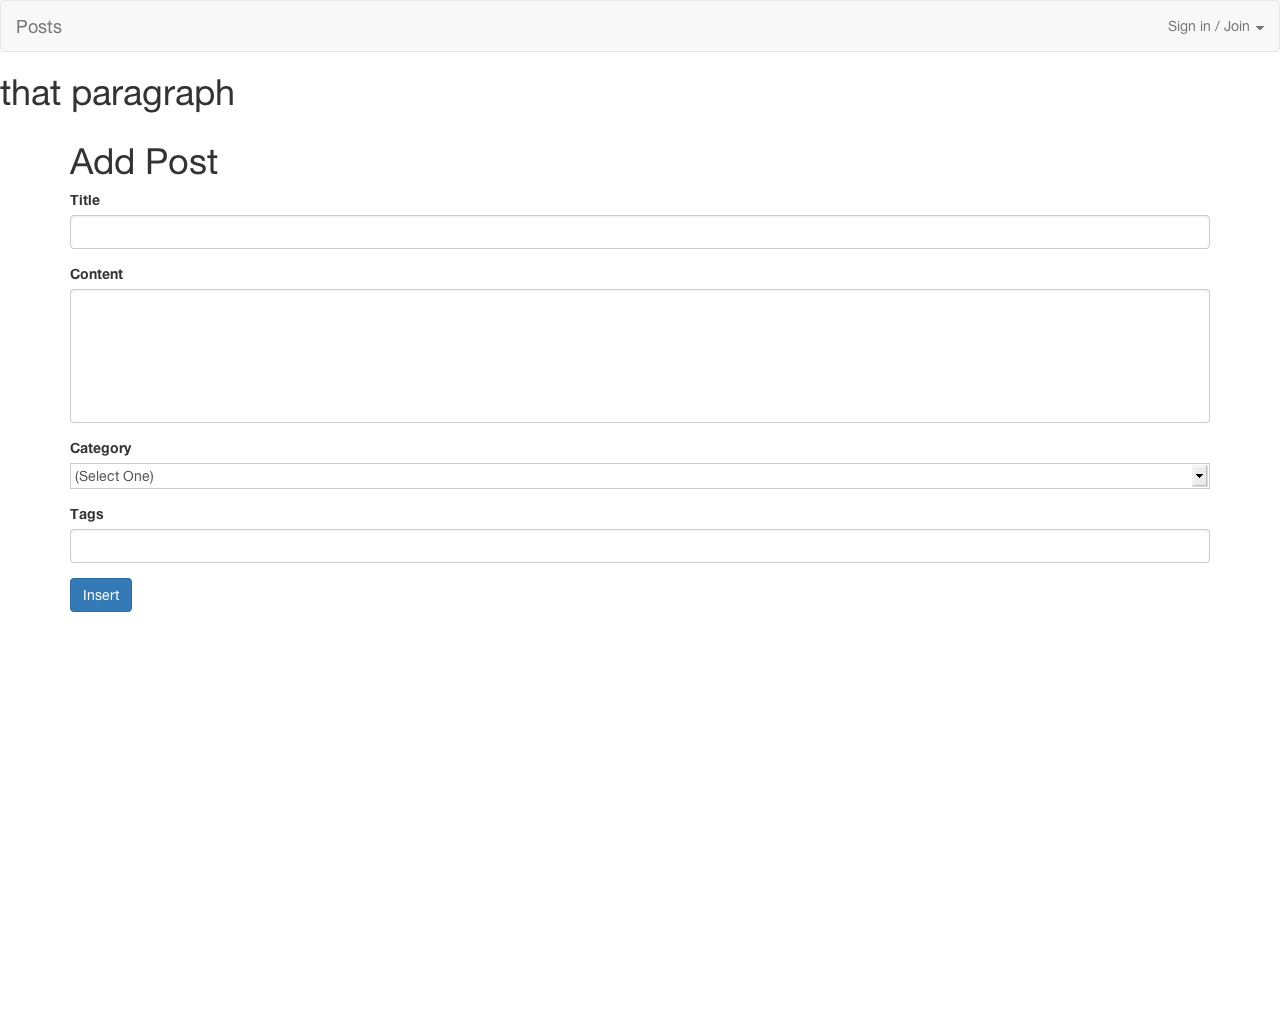 Posts
Sign in / Join
that paragraph
Add Post
Title
Content
Category
(Select One)
Tags
Insert